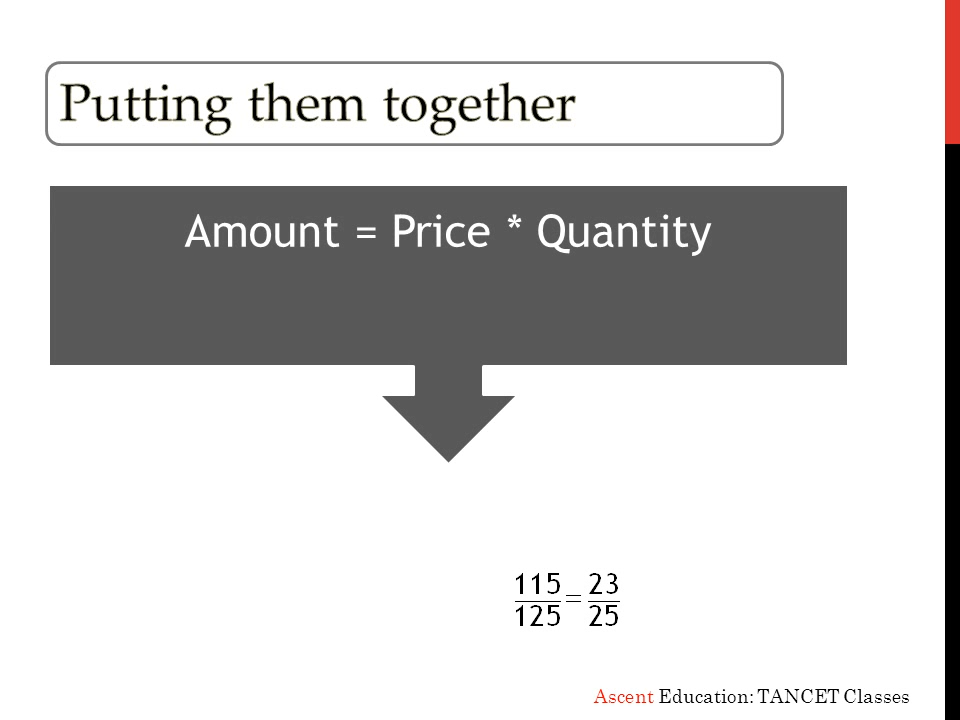 Putting them together
Amount = Price * Quantity
115/125 = 23/25
Ascent Education: TANCET Classes